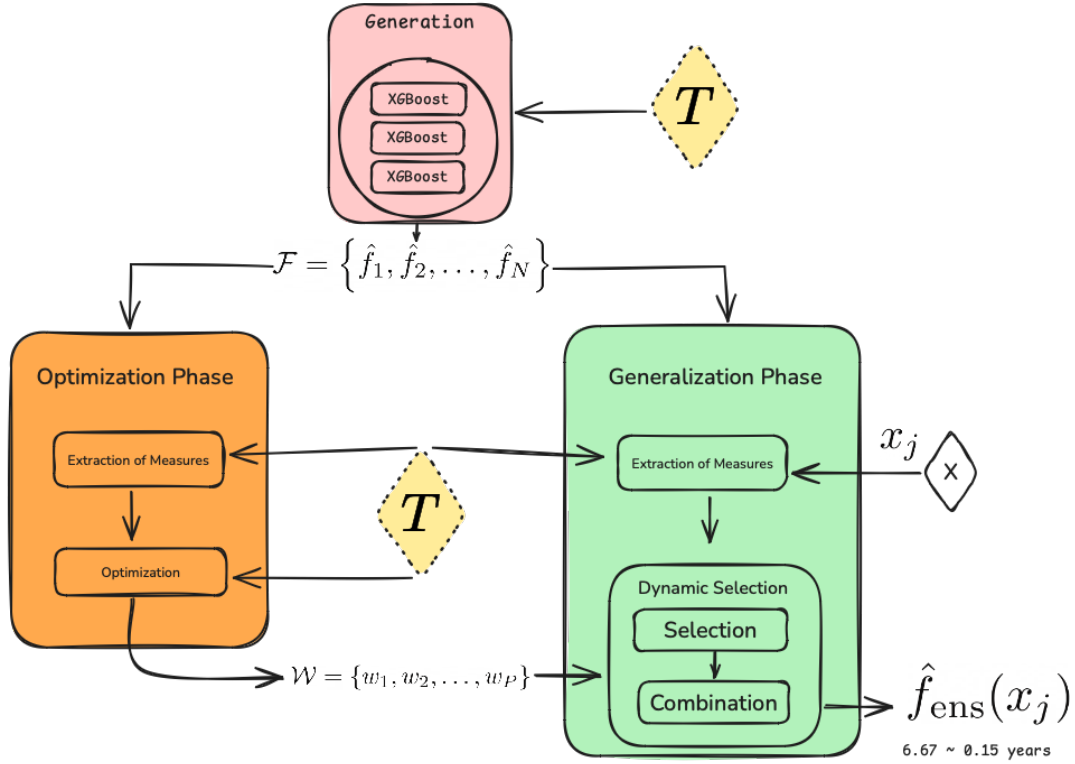 Generation
XGBoost
XGBoost
XGBoost
T
ℱ = {f̂₁, f̂₂, . . . , f̂_N}
Optimization Phase
Generalization Phase
Extraction of Measures
Extraction of Measures
x_j
X
T
Optimization
Dynamic Selection
Selection
Combination
𝒲 = {w₁, w₂, . . . , w_P}
f̂_ens(x_j)
6.67 ~ 0.15 years